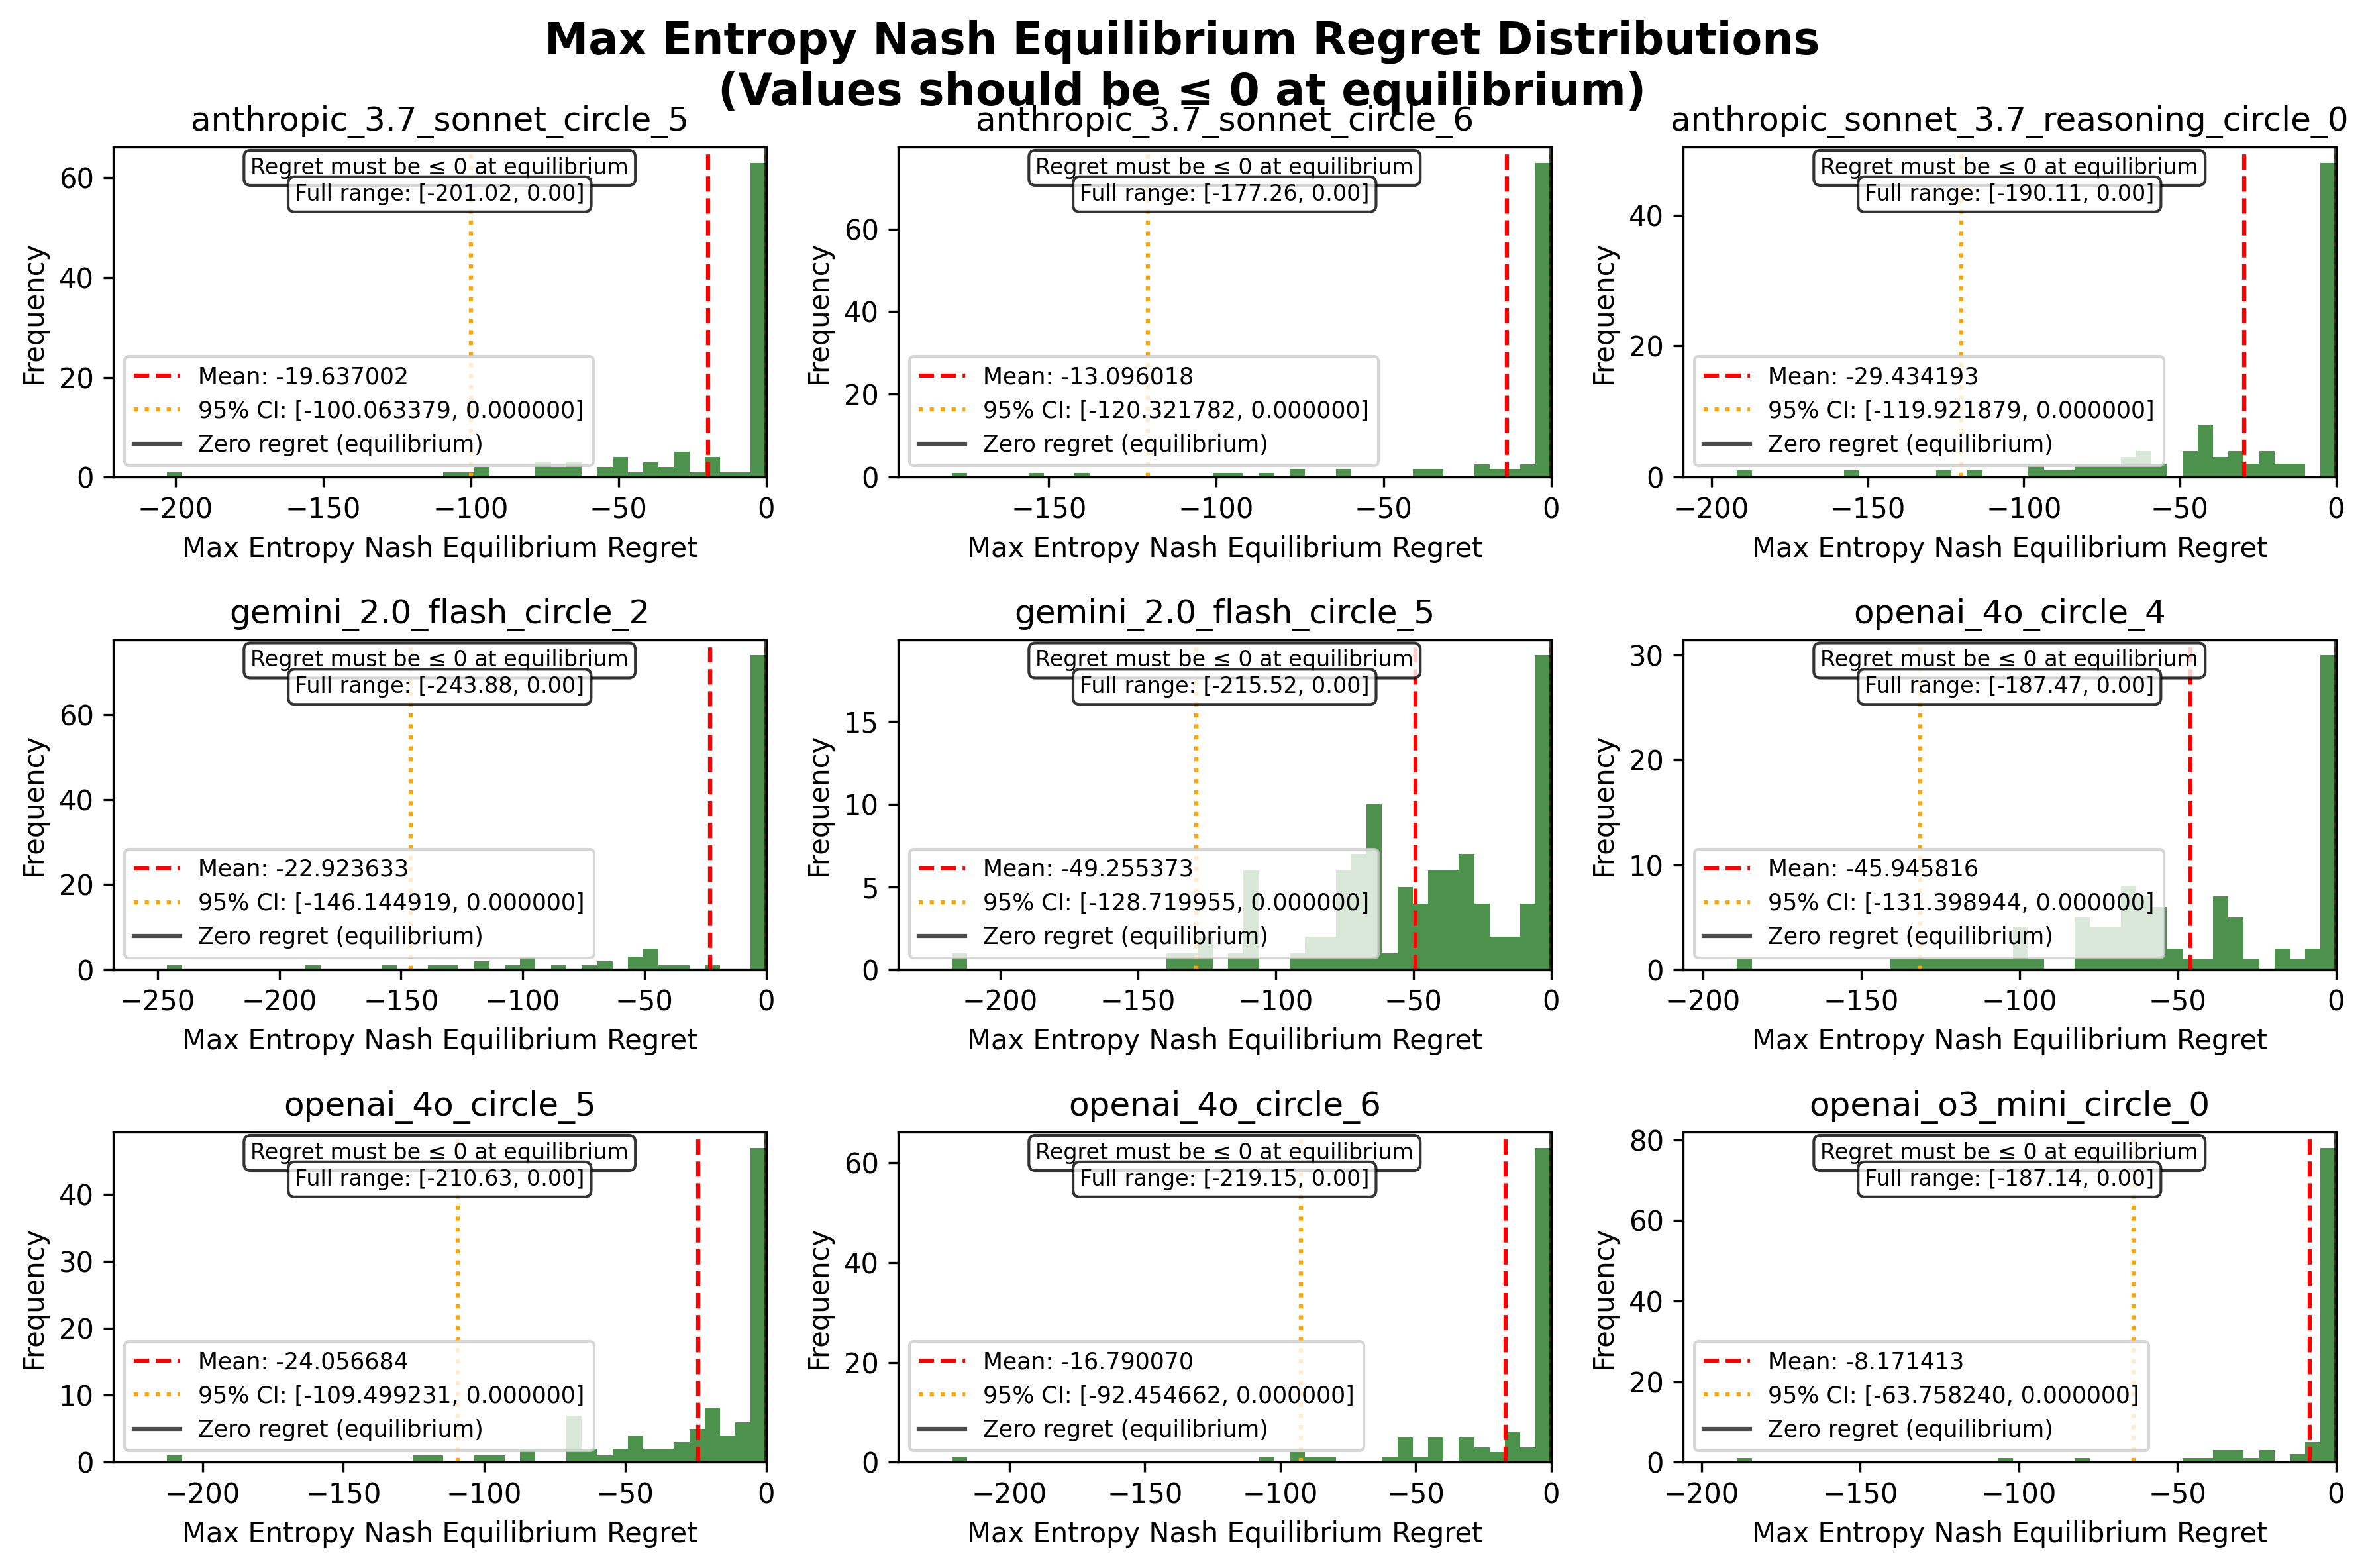 Max Entropy Nash Equilibrium Regret Distributions
(Values should be ≤ 0 at equilibrium)
anthropic_3.7_sonnet_circle_5
Regret must be ≤ 0 at equilibrium
Full range: [-201.02, 0.00]
60
40
20
0
Frequency
Mean: -19.637002
95% CI: [-100.063379, 0.000000]
Zero regret (equilibrium)
−200
−150
−100
−50
0
Max Entropy Nash Equilibrium Regret
anthropic_3.7_sonnet_circle_6
Regret must be ≤ 0 at equilibrium
Full range: [-177.26, 0.00]
60
40
20
0
Frequency
Mean: -13.096018
95% CI: [-120.321782, 0.000000]
Zero regret (equilibrium)
−150
−100
−50
0
Max Entropy Nash Equilibrium Regret
anthropic_sonnet_3.7_reasoning_circle_0
Regret must be ≤ 0 at equilibrium
Full range: [-190.11, 0.00]
40
20
0
Frequency
Mean: -29.434193
95% CI: [-119.921879, 0.000000]
Zero regret (equilibrium)
−200
−150
−100
−50
0
Max Entropy Nash Equilibrium Regret
gemini_2.0_flash_circle_2
Regret must be ≤ 0 at equilibrium
Full range: [-243.88, 0.00]
60
40
20
0
Frequency
Mean: -22.923633
95% CI: [-146.144919, 0.000000]
Zero regret (equilibrium)
−250
−200
−150
−100
−50
0
Max Entropy Nash Equilibrium Regret
gemini_2.0_flash_circle_5
Regret must be ≤ 0 at equilibrium
Full range: [-215.52, 0.00]
15
10
5
0
Frequency
Mean: -49.255373
95% CI: [-128.719955, 0.000000]
Zero regret (equilibrium)
−200
−150
−100
−50
0
Max Entropy Nash Equilibrium Regret
openai_4o_circle_4
Regret must be ≤ 0 at equilibrium
Full range: [-187.47, 0.00]
30
20
10
0
Frequency
Mean: -45.945816
95% CI: [-131.398944, 0.000000]
Zero regret (equilibrium)
−200
−150
−100
−50
0
Max Entropy Nash Equilibrium Regret
openai_4o_circle_5
Regret must be ≤ 0 at equilibrium
Full range: [-210.63, 0.00]
40
30
20
10
0
Frequency
Mean: -24.056684
95% CI: [-109.499231, 0.000000]
Zero regret (equilibrium)
−200
−150
−100
−50
0
Max Entropy Nash Equilibrium Regret
openai_4o_circle_6
Regret must be ≤ 0 at equilibrium
Full range: [-219.15, 0.00]
60
40
20
0
Frequency
Mean: -16.790070
95% CI: [-92.454662, 0.000000]
Zero regret (equilibrium)
−200
−150
−100
−50
0
Max Entropy Nash Equilibrium Regret
openai_o3_mini_circle_0
Regret must be ≤ 0 at equilibrium
Full range: [-187.14, 0.00]
80
60
40
20
0
Frequency
Mean: -8.171413
95% CI: [-63.758240, 0.000000]
Zero regret (equilibrium)
−200
−150
−100
−50
0
Max Entropy Nash Equilibrium Regret